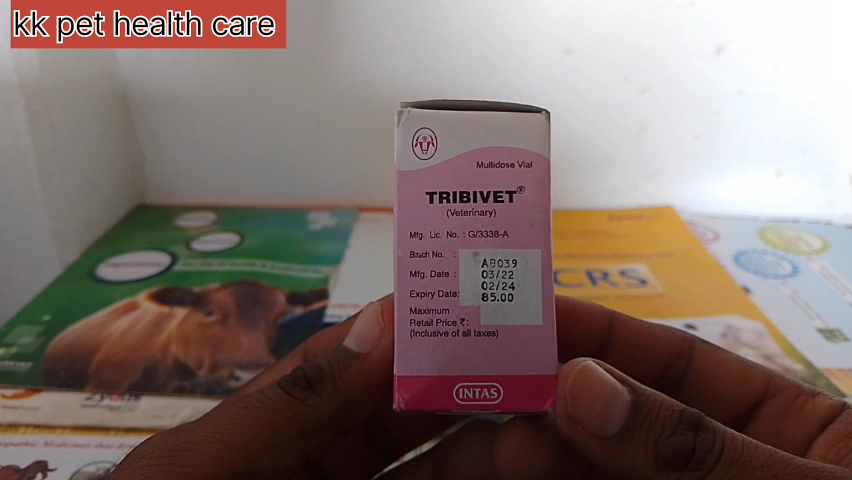 kk pet health care
Multidose Vial
TRIBIVET®
(Veterinary)
Mfg. Lic. No. : G/3338-A
Batch No. : AB039
Mfg. Date : 03/22
Expiry Date: 02/24
85.00
Maximum
Retail Price ₹:
(Inclusive of all taxes)
INTAS
CRS